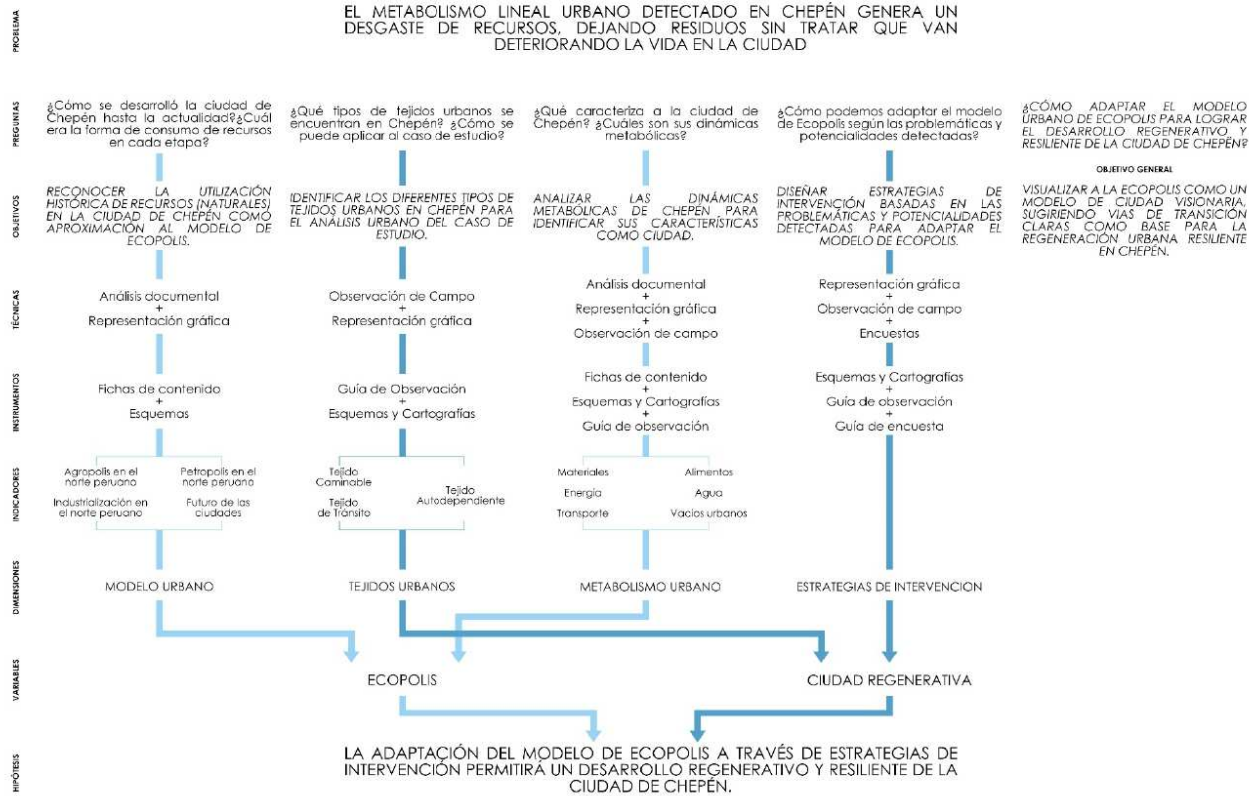 PROBLEMA
EL METABOLISMO LINEAL URBANO DETECTADO EN CHEPÉN GENERA UN
DESGASTE DE RECURSOS, DEJANDO RESIDUOS SIN TRATAR QUE VAN
DETERIORANDO LA VIDA EN LA CIUDAD
PREGUNTAS
¿Cómo se desarrolló la ciudad de
Chepén hasta la actualidad?¿Cuál
era la forma de consumo de recursos
en cada etapa?
¿Qué tipos de tejidos urbanos se
encuentran en Chepén? ¿Cómo se
puede aplicar al caso de estudio?
¿Qué caracteriza a la ciudad de
Chepén? ¿Cuáles son sus dinámicas
metabólicas?
¿Cómo podemos adaptar el modelo
de Ecopolis según las problemáticas y
potencialidades detectadas?
¿CÓMO ADAPTAR EL MODELO
URBANO DE ECOPOLIS PARA LOGRAR
EL DESARROLLO REGENERATIVO Y
RESILIENTE DE LA CIUDAD DE CHEPÉN?
OBJETIVOS
RECONOCER LA UTILIZACIÓN
HISTÓRICA DE RECURSOS (NATURALES)
EN LA CIUDAD DE CHEPÉN COMO
APROXIMACIÓN AL MODELO DE
ECOPOLIS.
IDENTIFICAR LOS DIFERENTES TIPOS DE
TEJIDOS URBANOS EN CHEPÉN PARA
EL ANÁLISIS URBANO DEL CASO DE
ESTUDIO.
ANALIZAR LAS DINÁMICAS
METABÓLICAS DE CHEPÉN PARA
IDENTIFICAR SUS CARACTERÍSTICAS
COMO CIUDAD.
DISEÑAR ESTRATEGIAS DE
INTERVENCIÓN BASADAS EN LAS
PROBLEMÁTICAS Y POTENCIALIDADES
DETECTADAS PARA ADAPTAR EL
MODELO DE ECOPOLIS.
OBJETIVO GENERAL
VISUALIZAR A LA ECOPOLIS COMO UN
MODELO DE CIUDAD VISIONARIA,
SUGIRIENDO VIAS DE TRANSICIÓN
CLARAS COMO BASE PARA LA
REGENERACIÓN URBANA RESILIENTE
EN CHEPÉN.
TÉCNICAS
Análisis documental
+
Representación gráfica
Observación de Campo
+
Representación gráfica
Análisis documental
+
Representación gráfica
+
Observación de campo
Representación gráfica
+
Observación de campo
+
Encuestas
INSTRUMENTOS
Fichas de contenido
+
Esquemas
Guía de Observación
+
Esquemas y Cartografías
Fichas de contenido
+
Esquemas y Cartografías
+
Guía de observación
Esquemas y Cartografías
+
Guía de observación
+
Guía de encuesta
INDICADORES
Agropolis en el
norte peruano
Petropolis en el
norte peruano
Industrialización en
el norte peruano
Futuro de las
ciudades
Tejido
Caminable
Tejido
Autodependiente
Tejido
de Tránsito
Materiales
Alimentos
Energía
Agua
Transporte
Vacíos urbanos
DIMENSIONES
MODELO URBANO
TEJIDOS URBANOS
METABOLISMO URBANO
ESTRATEGIAS DE INTERVENCION
VARIABLES
ECOPOLIS
CIUDAD REGENERATIVA
HIPÓTESIS
LA ADAPTACIÓN DEL MODELO DE ECOPOLIS A TRAVÉS DE ESTRATEGIAS DE
INTERVENCIÓN PERMITIRÁ UN DESARROLLO REGENERATIVO Y RESILIENTE DE LA
CIUDAD DE CHEPÉN.